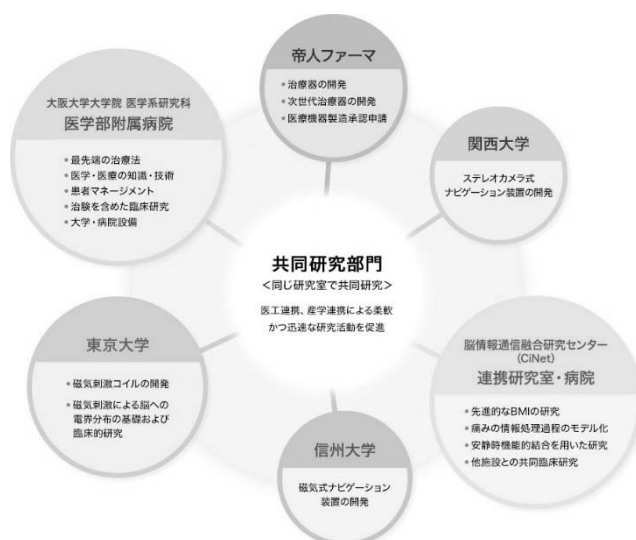 帝人ファーマ
• 治療器の開発
• 次世代治療器の開発
• 医療機器製造承認申請
大阪大学大学院 医学系研究科
医学部附属病院
• 最先端の治療法
• 医学・医療の知識・技術
• 患者マネージメント
• 治験を含めた臨床研究
• 大学・病院設備
関西大学
ステレオカメラ式
ナビゲーション装置の開発
共同研究部門
<同じ研究室で共同研究>
医工連携、産学連携による柔軟
かつ迅速な研究活動を促進
東京大学
• 磁気刺激コイルの開発
• 磁気刺激による脳への
電界分布の基礎および
臨床的研究
脳情報通信融合研究センター
(CiNet)
連携研究室・病院
• 先進的なBMIの研究
• 痛みの情報処理過程のモデル化
• 安静時機能的結合を用いた研究
• 他施設との共同臨床研究
信州大学
磁気式ナビゲーション
装置の開発